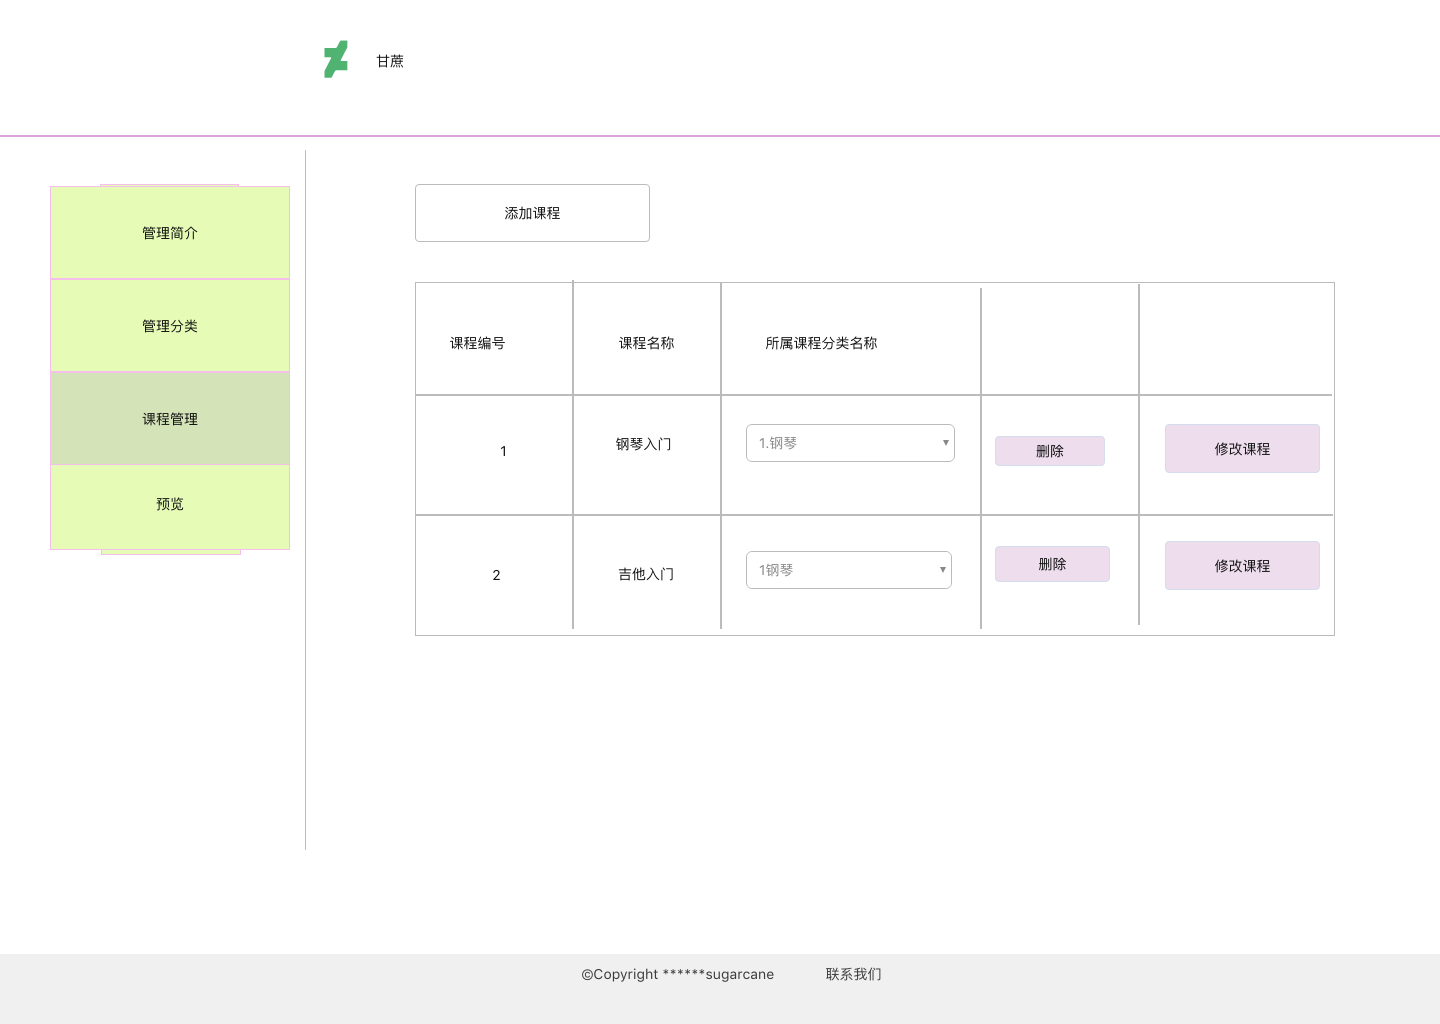 甘蔗
管理简介
管理分类
课程管理
预览
添加课程
课程编号 课程名称 所属课程分类名称
1 钢琴入门 1.钢琴 删除 修改课程
2 吉他入门 1钢琴 删除 修改课程
©Copyright ******sugarcane 联系我们